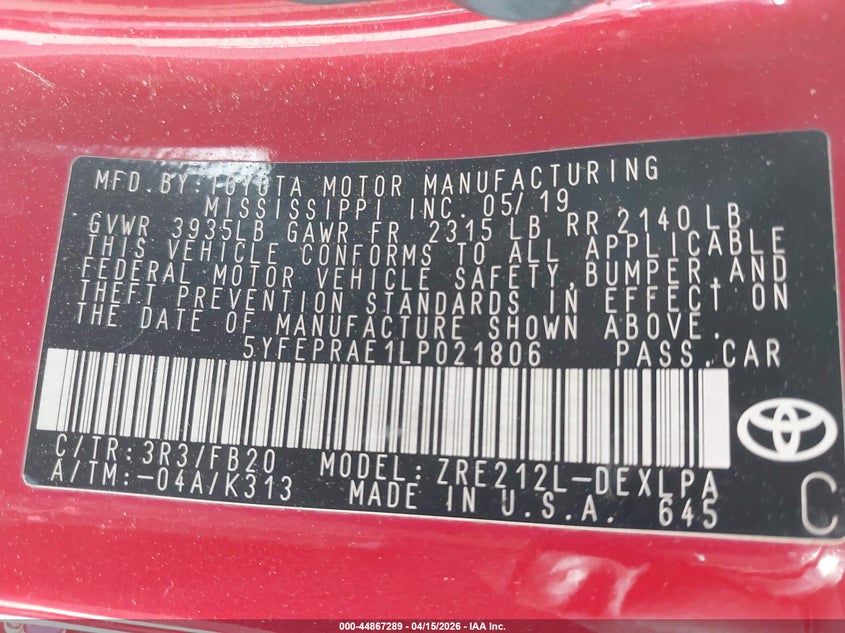 MFD.BY:TOYOTA MOTOR MANUFACTURING
MISSISSIPPI INC. 05/19
GVWR 3935LB GAWR FR 2315 LB RR 2140LB
THIS VEHICLE CONFORMS TO ALL APPLICABLE
FEDERAL MOTOR VEHICLE SAFETY,BUMPER,AND
THEFT PREVENTION STANDARDS IN EFFECT ON
THE DATE OF MANUFACTURE SHOWN ABOVE.
5YFEPRAE1LP021806 PASS.CAR
C/TR:3R3/FB20 MODEL:ZRE212L-DEXLPA
A/TM:-04A/K313 MADE IN U.S.A. 645
C
000-44867289 - 04/15/2026 - IAA Inc.